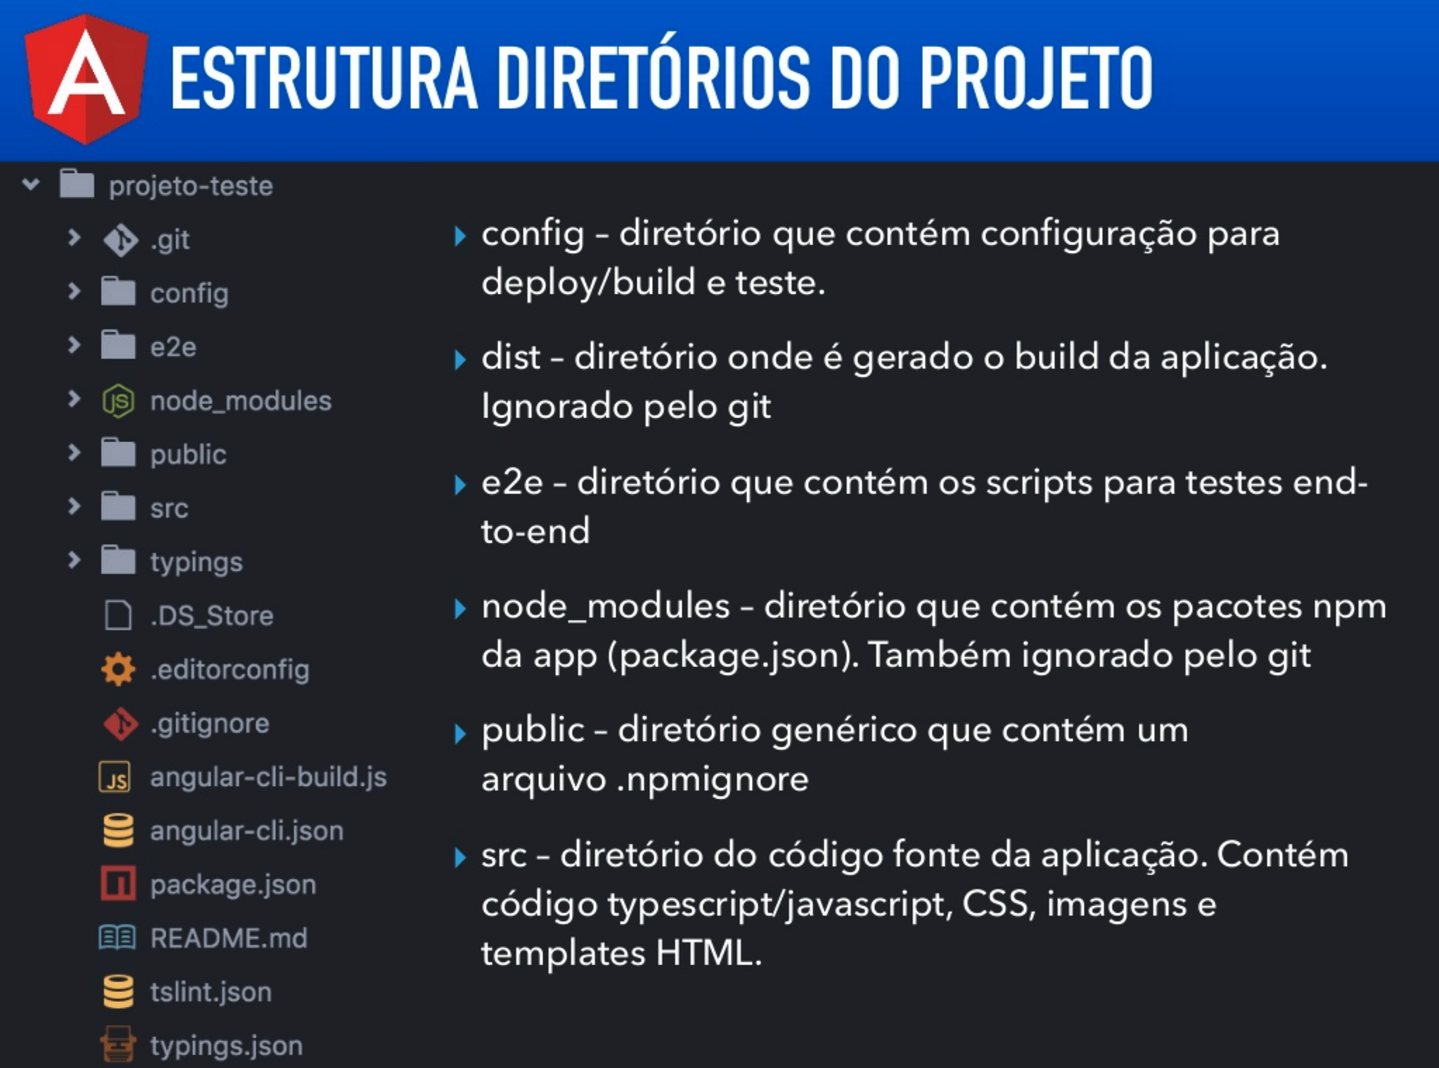 ESTRUTURA DIRETÓRIOS DO PROJETO
projeto-teste
.git
config
e2e
node_modules
public
src
typings
.DS_Store
.editorconfig
.gitignore
angular-cli-build.js
angular-cli.json
package.json
README.md
tslint.json
typings.json
config – diretório que contém configuração para
deploy/build e teste.
dist – diretório onde é gerado o build da aplicação.
Ignorado pelo git
e2e – diretório que contém os scripts para testes end-
to-end
node_modules – diretório que contém os pacotes npm
da app (package.json). Também ignorado pelo git
public – diretório genérico que contém um
arquivo .npmignore
src – diretório do código fonte da aplicação. Contém
código typescript/javascript, CSS, imagens e
templates HTML.